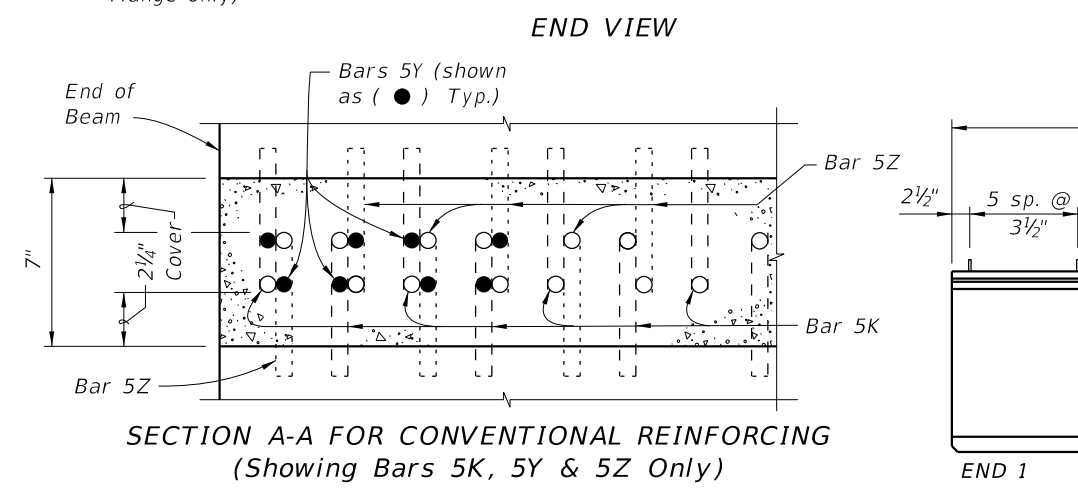 Flange only)
END VIEW
Bars 5Y (shown
as ( ● ) Typ.)
End of
Beam
Bar 5Z
2½"
5 sp. @
3½"
7"
2¼"
Cover
Bar 5K
Bar 5Z
SECTION A-A FOR CONVENTIONAL REINFORCING
(Showing Bars 5K, 5Y & 5Z Only)
END 1